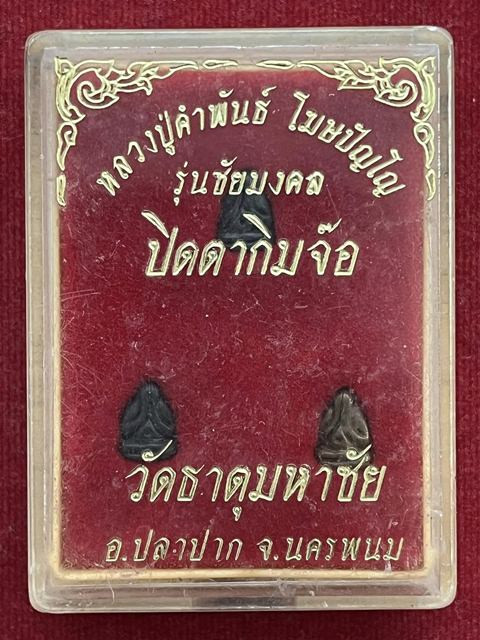 หลวงปู่คำพันธ์ โฆษปัญโญ
รุ่นชัยมงคล
ปิดตากิมจ๊อ
วัดธาตุมหาชัย
อ.ปลาปาก จ.นครพนม